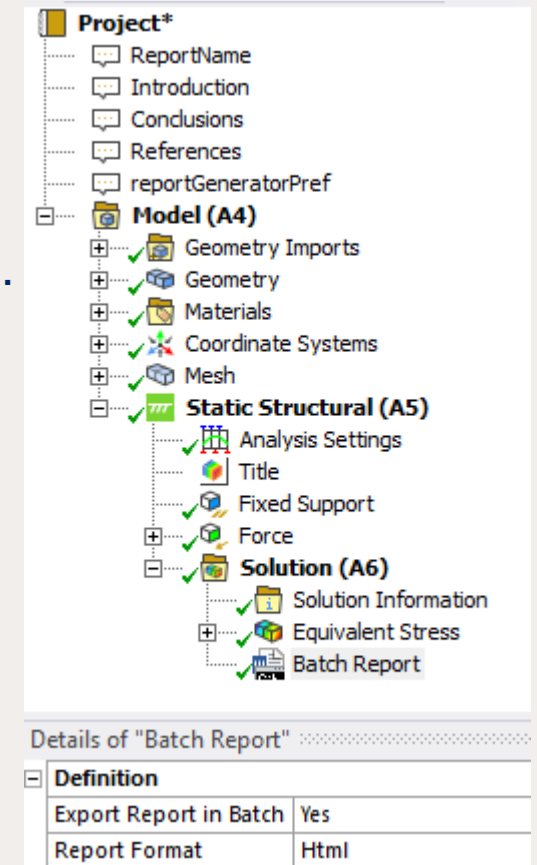 Project*
ReportName
Introduction
Conclusions
References
reportGeneratorPref
Model (A4)
Geometry Imports
Geometry
Materials
Coordinate Systems
Mesh
Static Structural (A5)
Analysis Settings
Title
Fixed Support
Force
Solution (A6)
Solution Information
Equivalent Stress
Batch Report
Details of "Batch Report"
Definition
Export Report in Batch Yes
Report Format Html